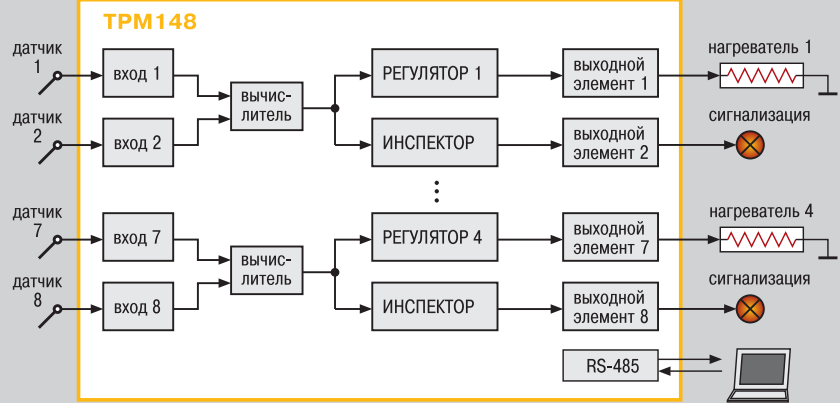 ТРМ148
датчик
1
вход 1
вычис-
литель
РЕГУЛЯТОР 1
выходной
элемент 1
нагреватель 1
датчик
2
вход 2
ИНСПЕКТОР
выходной
элемент 2
сигнализация
датчик
7
вход 7
вычис-
литель
РЕГУЛЯТОР 4
выходной
элемент 7
нагреватель 4
датчик
8
вход 8
ИНСПЕКТОР
выходной
элемент 8
сигнализация
RS-485